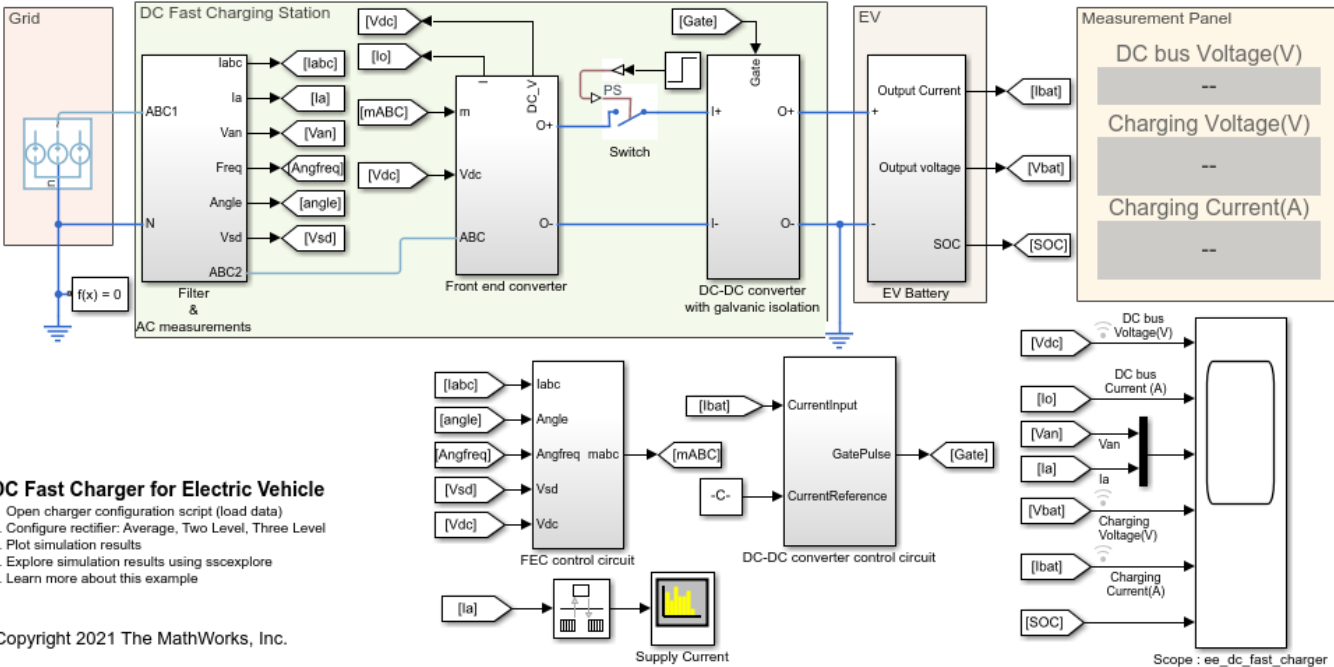 Grid
DC Fast Charging Station
EV
Measurement Panel
[Vdc]
[Gate]
[Io]
Iabc
[Iabc]
Ia
[Ia]
Van
[Van]
Freq
[Angfreq]
Angle
[angle]
Vsd
[Vsd]
ABC1
N
ABC2
Filter
&
AC measurements
f(x) = 0
[mABC]
[Vdc]
I
DC_V
m
Vdc
ABC
O+
O-
Front end converter
PS
Switch
Gate
I+
I-
O+
O-
DC-DC converter
with galvanic isolation
Output Current
+
Output voltage
-
SOC
EV Battery
[Ibat]
[Vbat]
[SOC]
DC bus Voltage(V)
--
Charging Voltage(V)
--
Charging Current(A)
--
[Iabc]
[angle]
[Angfreq]
[Vsd]
[Vdc]
Iabc
Angle
Angfreq
mabc
Vsd
Vdc
[mABC]
FEC control circuit
[Ibat]
-C-
CurrentInput
GatePulse
CurrentReference
[Gate]
DC-DC converter control circuit
[Ia]
Supply Current
[Vdc]
DC bus
Voltage(V)
[Io]
DC bus
Current (A)
[Van]
Van
[Ia]
Ia
[Vbat]
Charging
Voltage(V)
[Ibat]
Charging
Current(A)
[SOC]
Scope : ee_dc_fast_charger
DC Fast Charger for Electric Vehicle
Open charger configuration script (load data)
. Configure rectifier: Average, Two Level, Three Level
. Plot simulation results
. Explore simulation results using sscexplore
. Learn more about this example
Copyright 2021 The MathWorks, Inc.